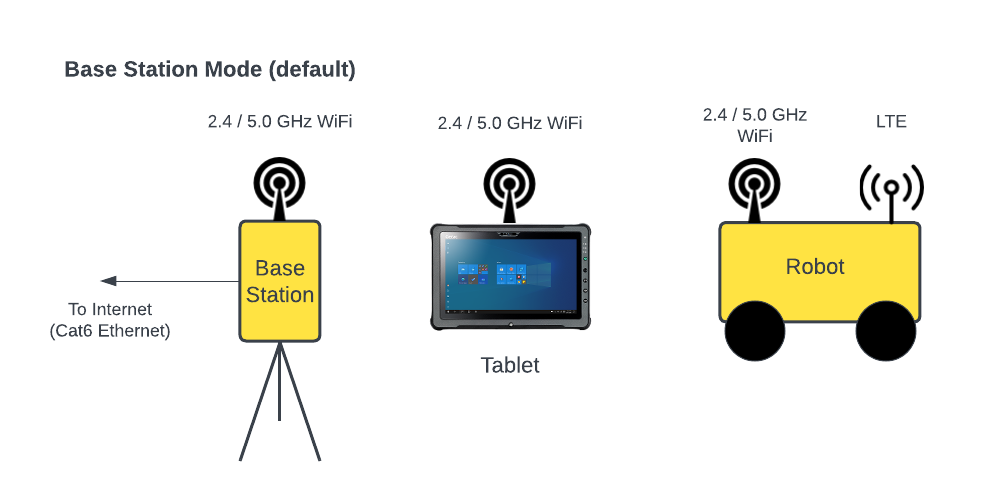 Base Station Mode (default)
2.4 / 5.0 GHz WiFi
2.4 / 5.0 GHz WiFi
2.4 / 5.0 GHz
WiFi
LTE
Base
Station
Robot
To Internet
(Cat6 Ethernet)
Tablet